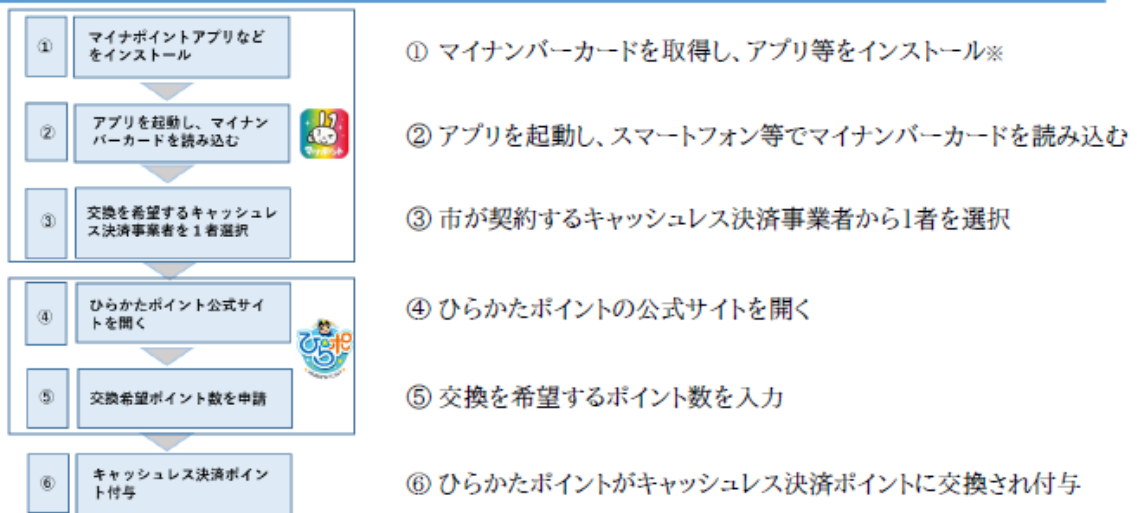 ①
マイナポイントアプリなど
をインストール
① マイナンバーカードを取得し、アプリ等をインストール※
②
アプリを起動し、マイナン
バーカードを読み込む
マイナポイント
② アプリを起動し、スマートフォン等でマイナンバーカードを読み込む
③
交換を希望するキャッシュレ
ス決済事業者を１者選択
③ 市が契約するキャッシュレス決済事業者から1者を選択
④
ひらかたポイント公式サイ
トを開く
ひらポ
④ ひらかたポイントの公式サイトを開く
⑤
交換希望ポイント数を申請
⑤ 交換を希望するポイント数を入力
⑥
キャッシュレス決済ポイン
ト付与
⑥ ひらかたポイントがキャッシュレス決済ポイントに交換され付与